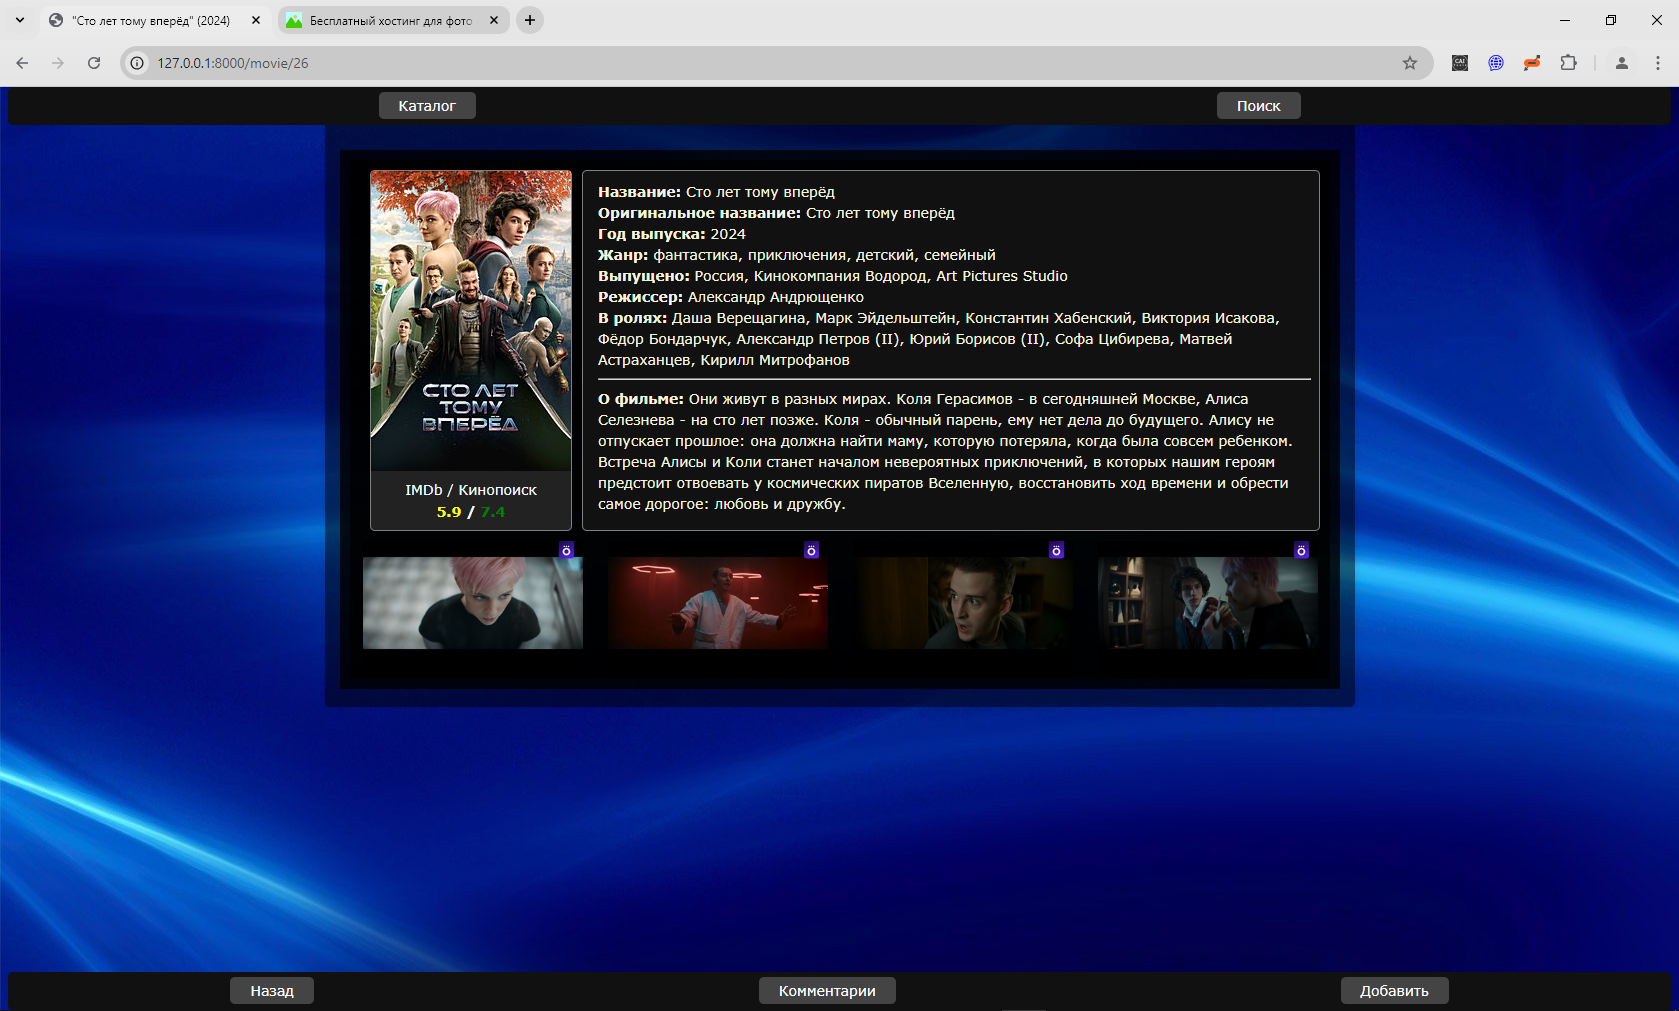 "Сто лет тому вперёд" (2024)
Бесплатный хостинг для фото
127.0.0.1:8000/movie/26
CAI
Каталог
Поиск
СТО ЛЕТ
ТОМУ
ВПЕРЁД
IMDb / Кинопоиск
5.9 / 7.4
Название: Сто лет тому вперёд
Оригинальное название: Сто лет тому вперёд
Год выпуска: 2024
Жанр: фантастика, приключения, детский, семейный
Выпущено: Россия, Кинокомпания Водород, Art Pictures Studio
Режиссер: Александр Андрющенко
В ролях: Даша Верещагина, Марк Эйдельштейн, Константин Хабенский, Виктория Исакова,
Фёдор Бондарчук, Александр Петров (II), Юрий Борисов (II), Софа Цибирева, Матвей
Астраханцев, Кирилл Митрофанов
О фильме: Они живут в разных мирах. Коля Герасимов - в сегодняшней Москве, Алиса
Селезнева - на сто лет позже. Коля - обычный парень, ему нет дела до будущего. Алису не
отпускает прошлое: она должна найти маму, которую потеряла, когда была совсем ребенком.
Встреча Алисы и Коли станет началом невероятных приключений, в которых нашим героям
предстоит отвоевать у космических пиратов Вселенную, восстановить ход времени и обрести
самое дорогое: любовь и дружбу.
ö
ö
ö
ö
Назад
Комментарии
Добавить